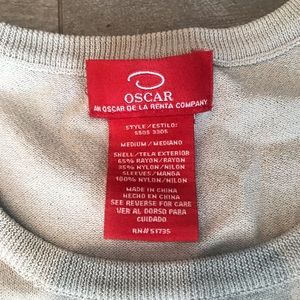 OSCAR
AN OSCAR DE LA RENTA COMPANY
STYLE/ESTILO:
S50S 3305
MEDIUM/MEDIANO
SHELL/TELA EXTERIOR
65% RAYON/RAYON
35% NYLON/NILON
SLEEVES/MANGA
100% NYLON/NILON
MADE IN CHINA
HECHO EN CHINA
SEE REVERSE FOR CARE
VER AL DORSO PARA
CUIDADO
RN# 51735